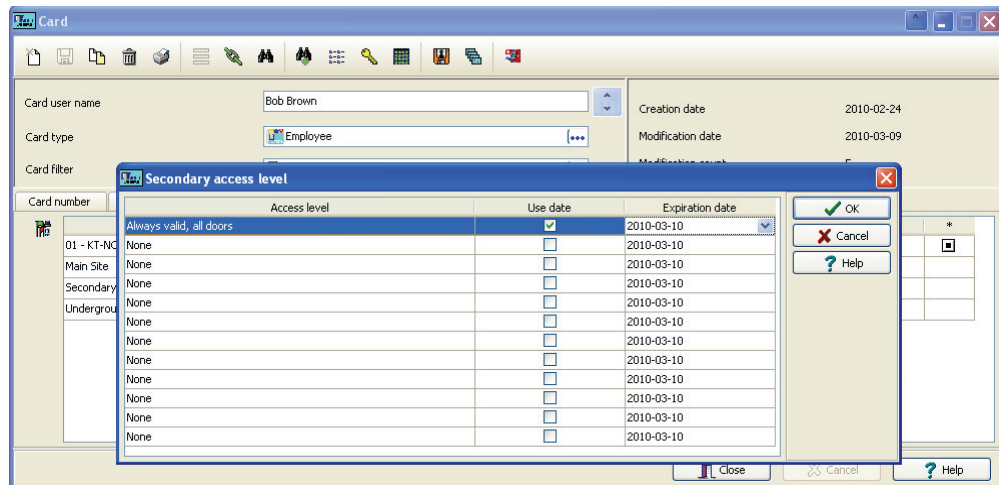 Card
Card user name Bob Brown Creation date 2010-02-24
Card type Employee Modification date 2010-03-09
Card filter
Secondary access level
Card number
Access level Use date Expiration date OK
Always valid, all doors 2010-03-10 Cancel *
01 - KT-NC None 2010-03-10
Main Site None 2010-03-10 Help
Secondary None 2010-03-10
Undergrou None 2010-03-10
None 2010-03-10
None 2010-03-10
None 2010-03-10
None 2010-03-10
None 2010-03-10
None 2010-03-10
None 2010-03-10
Close Cancel Help